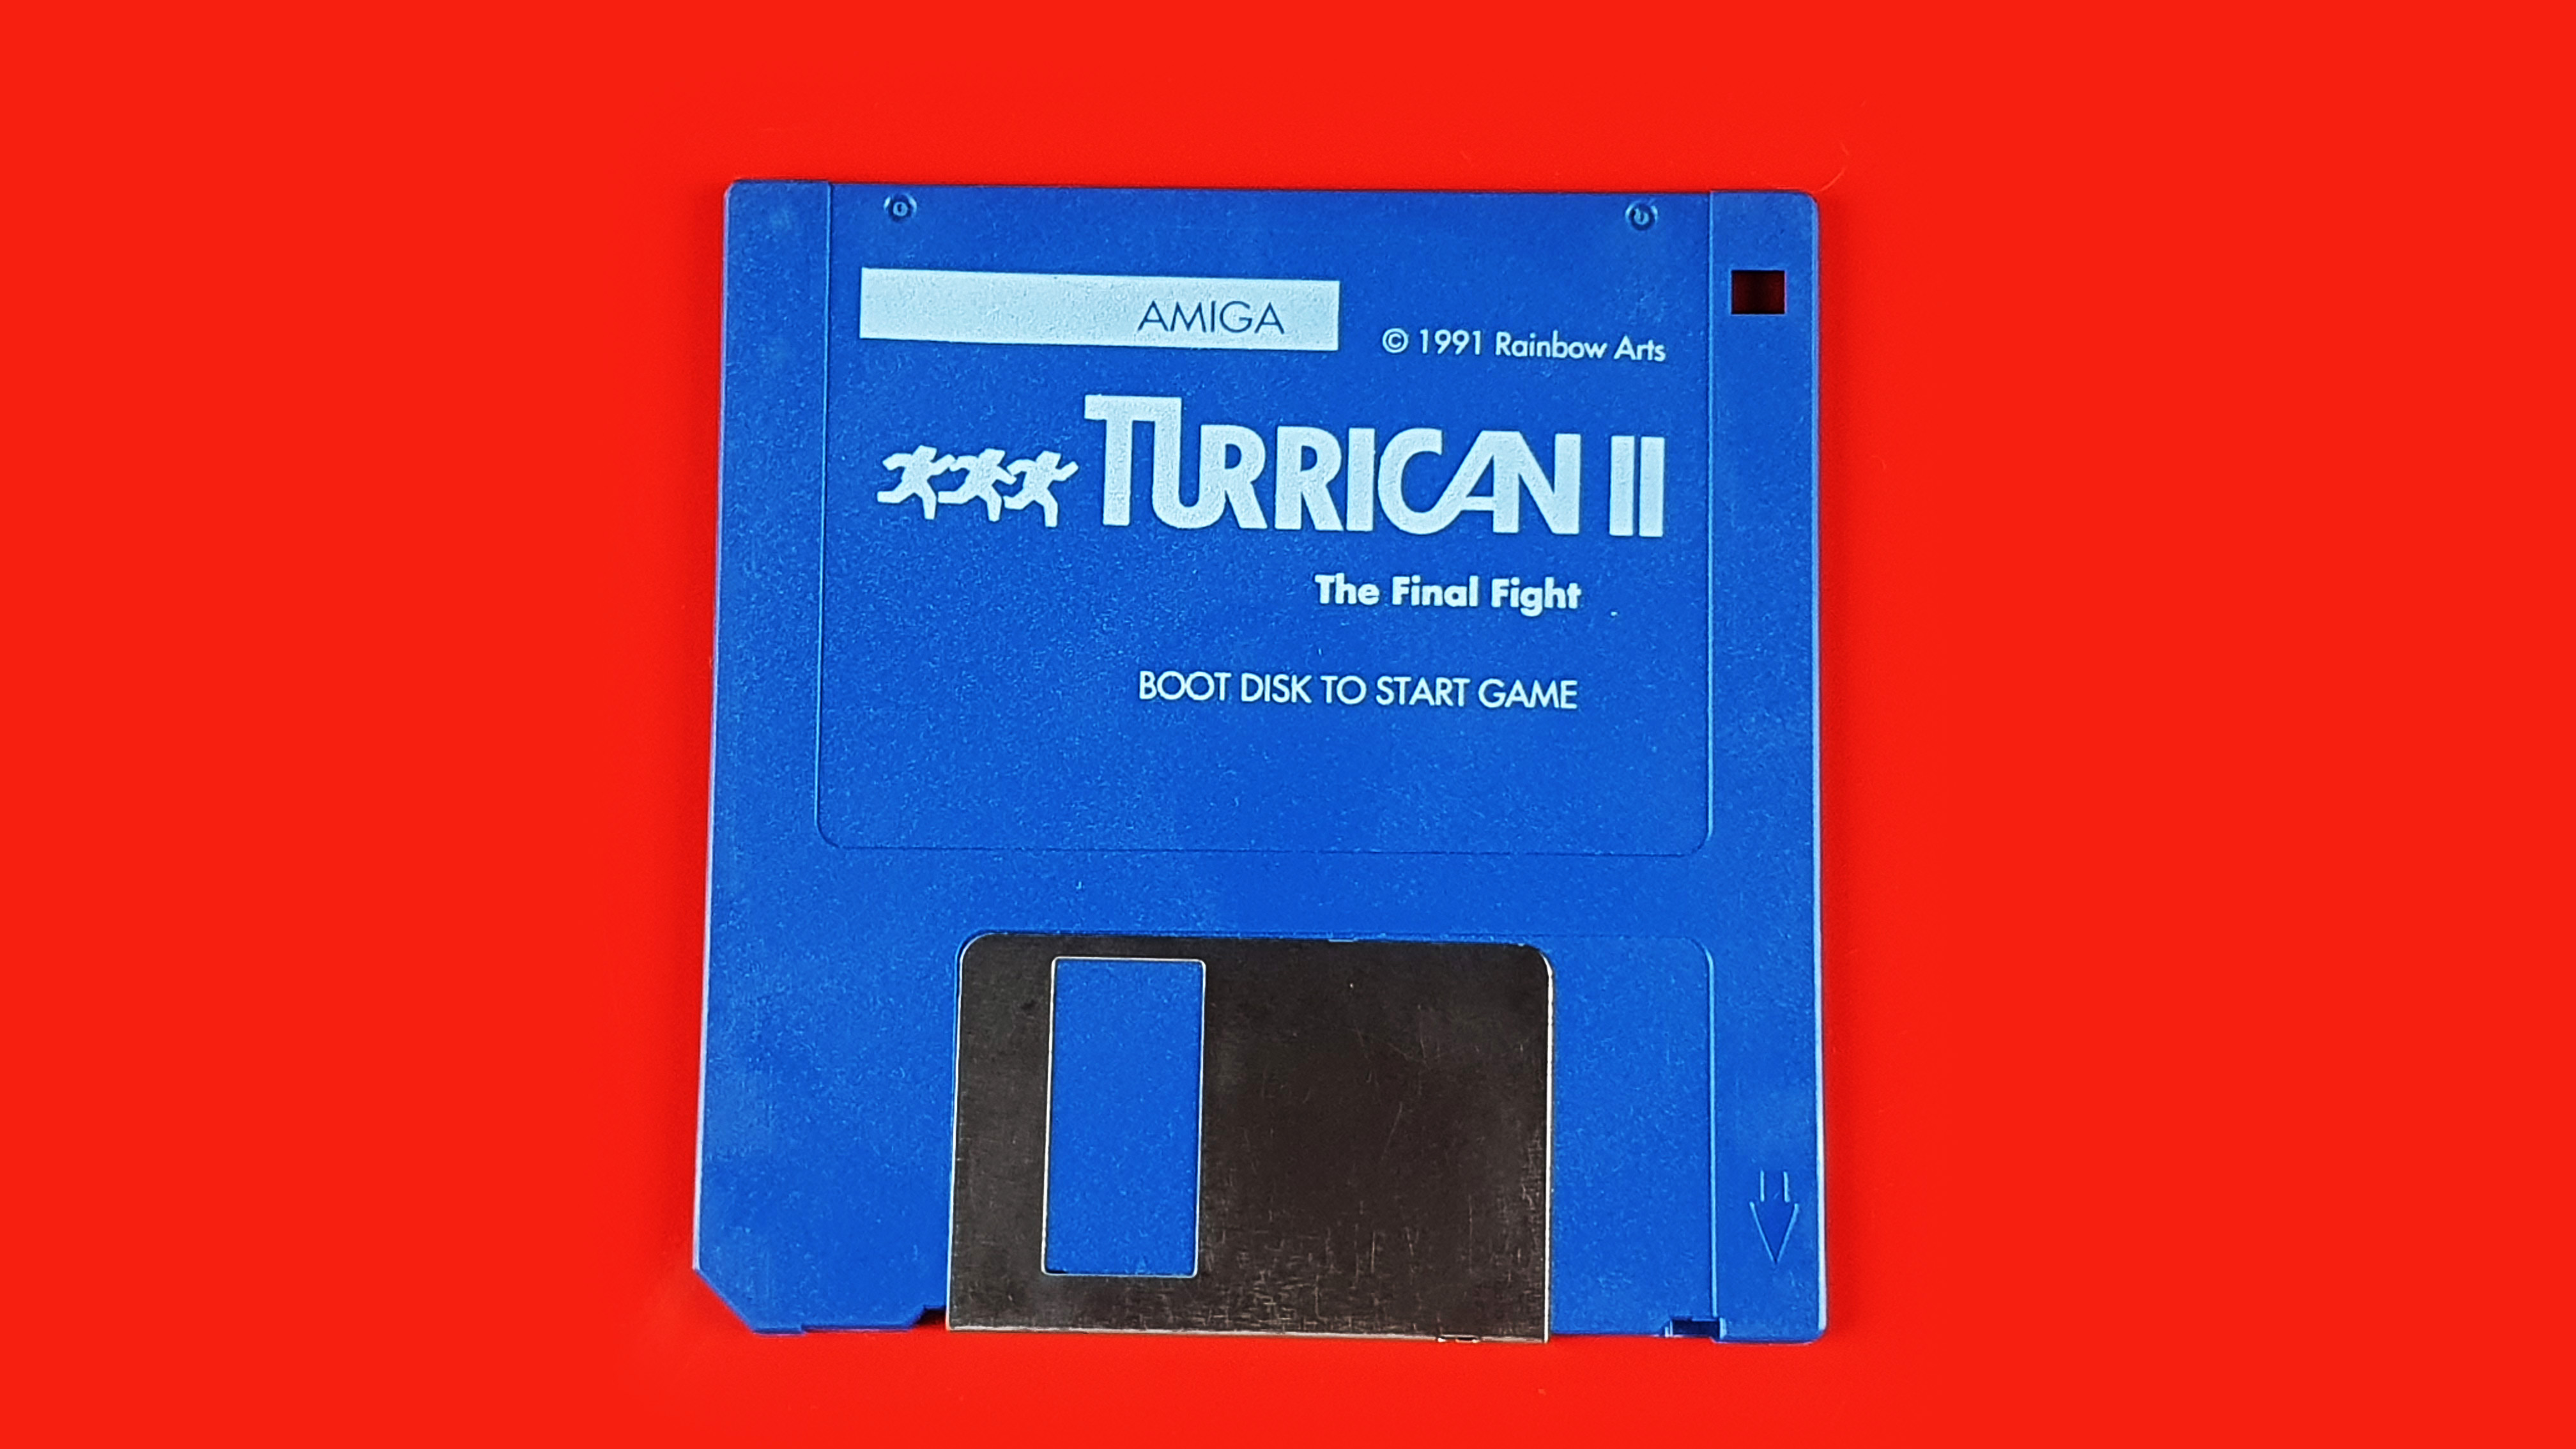 AMIGA
© 1991 Rainbow Arts
TURRICAN II
The Final Fight
BOOT DISK TO START GAME